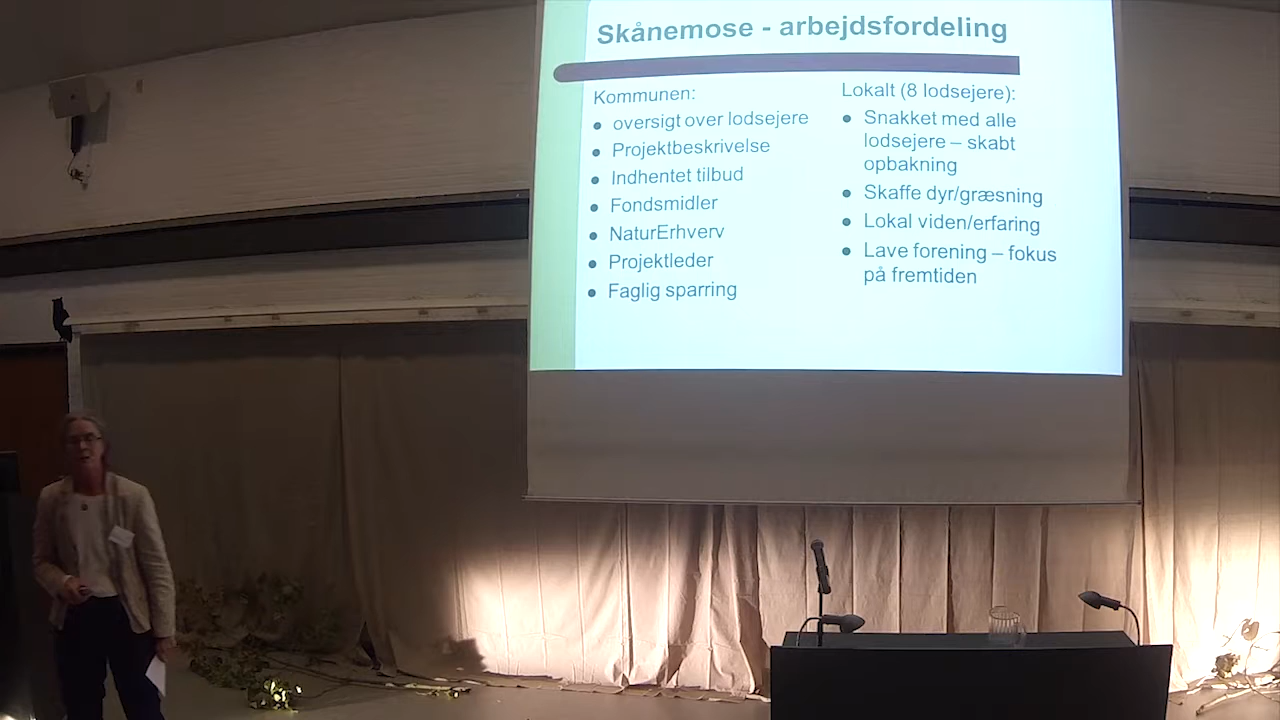 Skånemose - arbejdsfordeling
Kommunen:
oversigt over lodsejere
Projektbeskrivelse
Indhentet tilbud
Fondsmidler
NaturErhverv
Projektleder
Faglig sparring
Lokalt (8 lodsejere):
Snakket med alle
lodsejere – skabt
opbakning
Skaffe dyr/græsning
Lokal viden/erfaring
Lave forening – fokus
på fremtiden